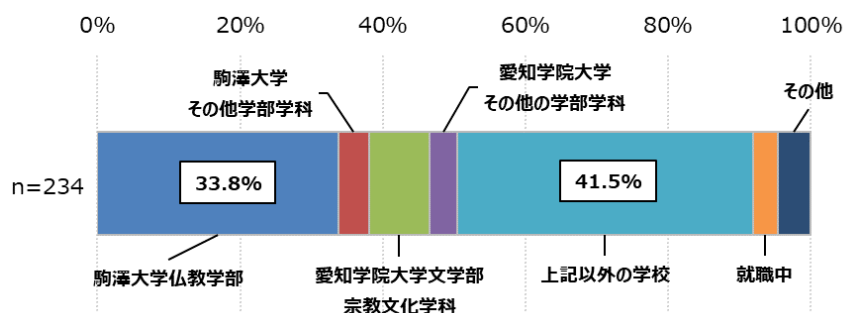 0%
20%
40%
60%
80%
100%
駒澤大学
その他学部学科
愛知学院大学
その他の学部学科
その他
n=234
33.8%
41.5%
駒澤大学仏教学部
愛知学院大学文学部
宗教文化学科
上記以外の学校
就職中